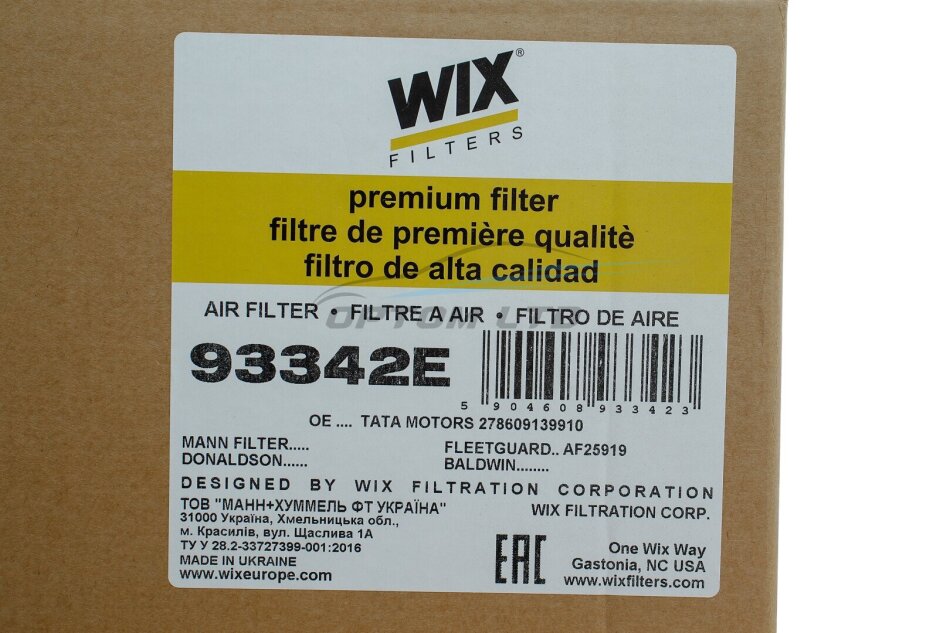 WIX®
FILTERS
premium filter
filtre de première qualitè
filtro de alta calidad
AIR FILTER • FILTRE A AIR • FILTRO DE AIRE
OPTOM LTD
93342E
5 904608 933423
OE .... TATA MOTORS 278609139910
MANN FILTER..... FLEETGUARD.. AF25919
DONALDSON...... BALDWIN........
DESIGNED BY WIX FILTRATION CORPORATION
ТОВ "МАНН+ХУММЕЛЬ ФТ УКРАЇНА" WIX FILTRATION CORP.
31000 Україна, Хмельницька обл.,
м. Красилів, вул. Щаслива 1А
ТУ У 28.2-33727399-001:2016
MADE IN UKRAINE
www.wixeurope.com
EAC
One Wix Way
Gastonia, NC USA
www.wixfilters.com